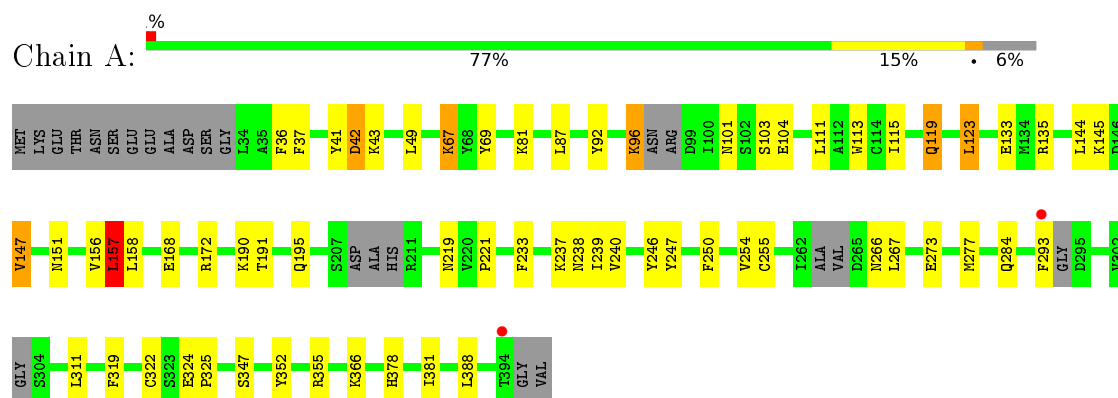 .%
Chain A:
77% 15% • 6%
MET LYS GLU THR ASN SER GLU GLU ALA ASP SER GLY L34 A35 F36 F37 Y41 D42 K43 L49 K67 Y68 Y69 K81 L87 Y92 K96 ASN ARG D99 I100 N101 S102 S103 E104 L111 A112 W113 C114 I115 Q119 L123 E133 M134 R135 L144 K145 D146
V147 N151 V156 L157 L158 E168 R172 K190 T191 Q195 S207 ASP ALA HIS R211 N219 V220 P221 F233 K237 N238 I239 V240 Y246 Y247 F250 V254 C255 I262 ALA VAL D265 N266 L267 E273 M277 Q284 F293 GLY D295
GLY S304 L311 F319 C322 S323 E324 P325 S347 Y352 R355 K366 H378 I381 L388 T394 GLY VAL